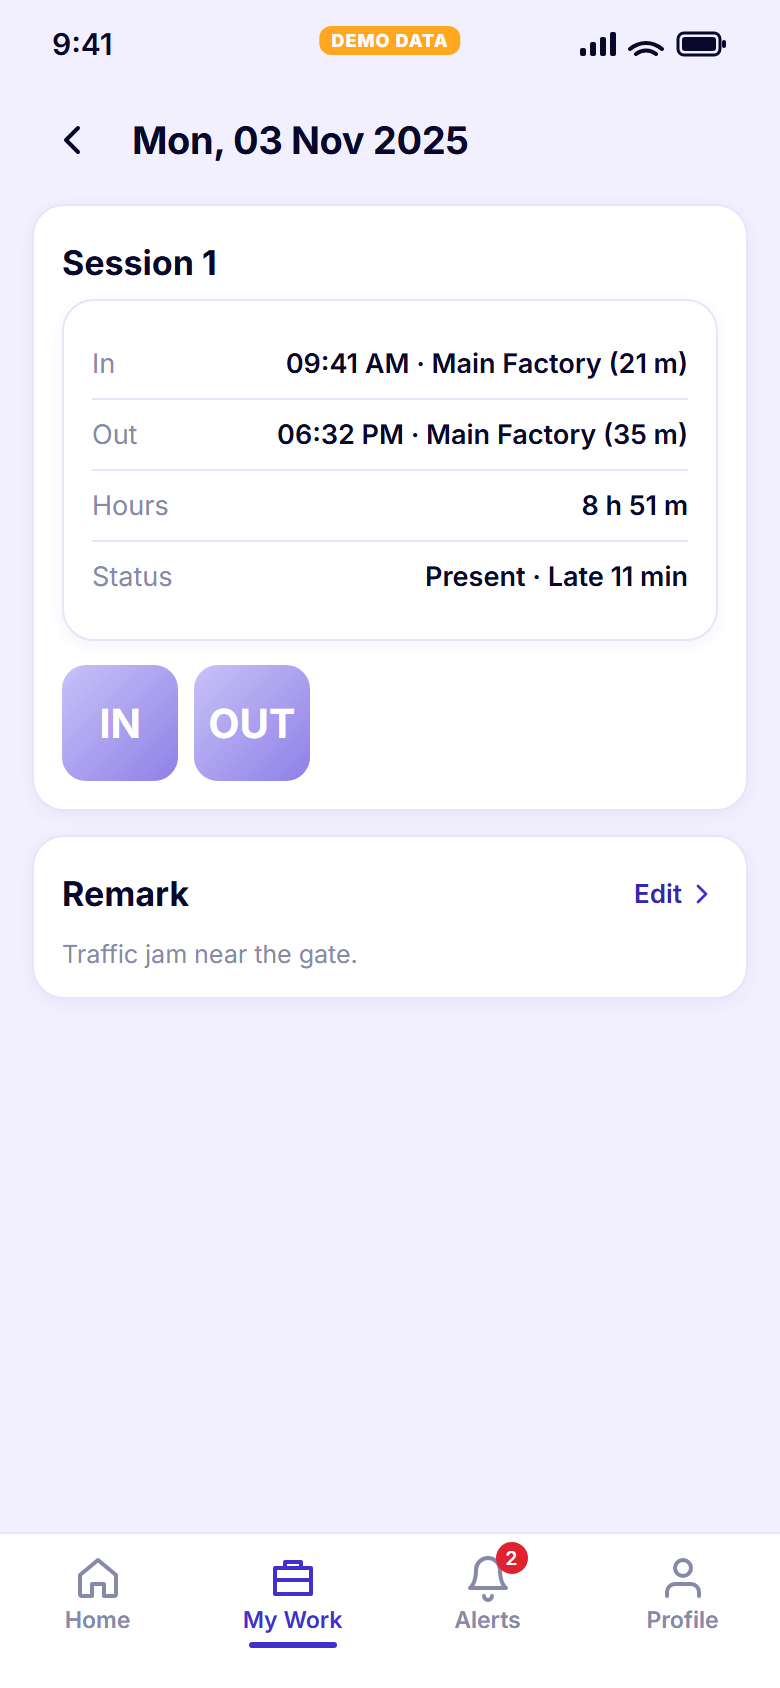 9:41
DEMO DATA
Mon, 03 Nov 2025
Session 1
In 09:41 AM · Main Factory (21 m)
Out 06:32 PM · Main Factory (35 m)
Hours 8 h 51 m
Status Present · Late 11 min
IN OUT
Remark Edit
Traffic jam near the gate.
2
Home My Work Alerts Profile